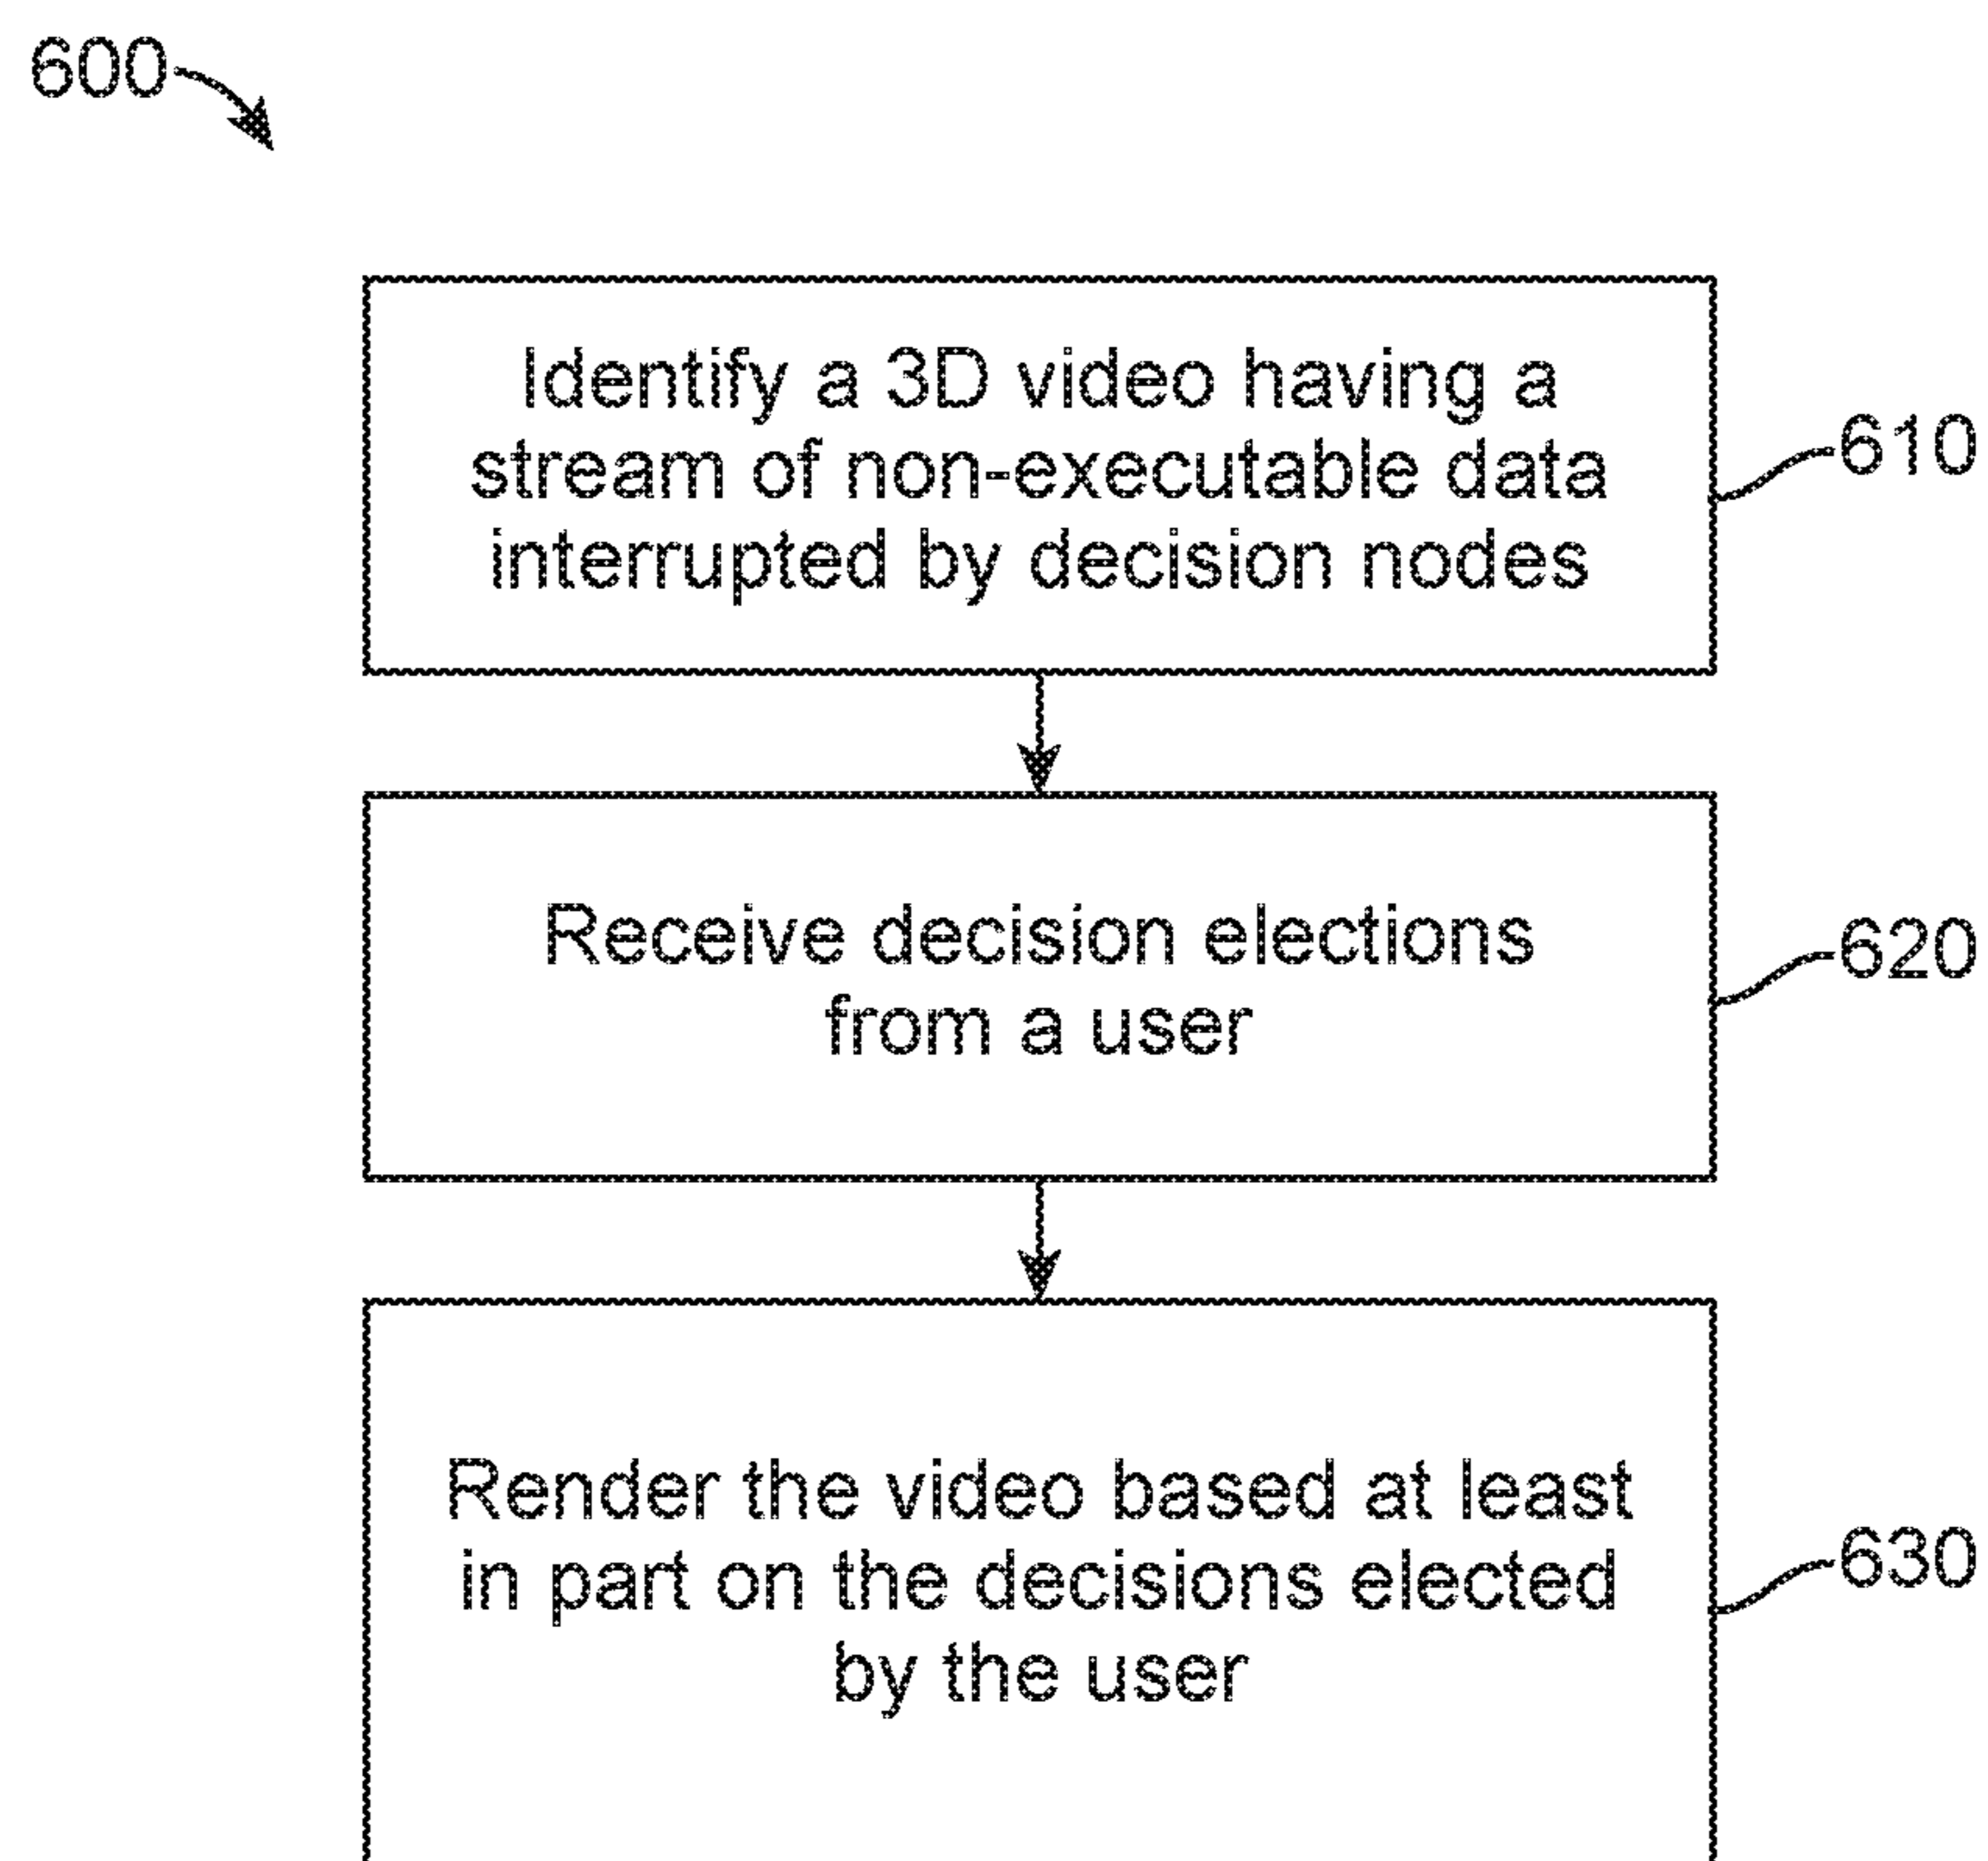 600
Identify a 3D video having a
stream of non-executable data
interrupted by decision nodes
610
Receive decision elections
from a user
620
Render the video based at least
in part on the decisions elected
by the user
630